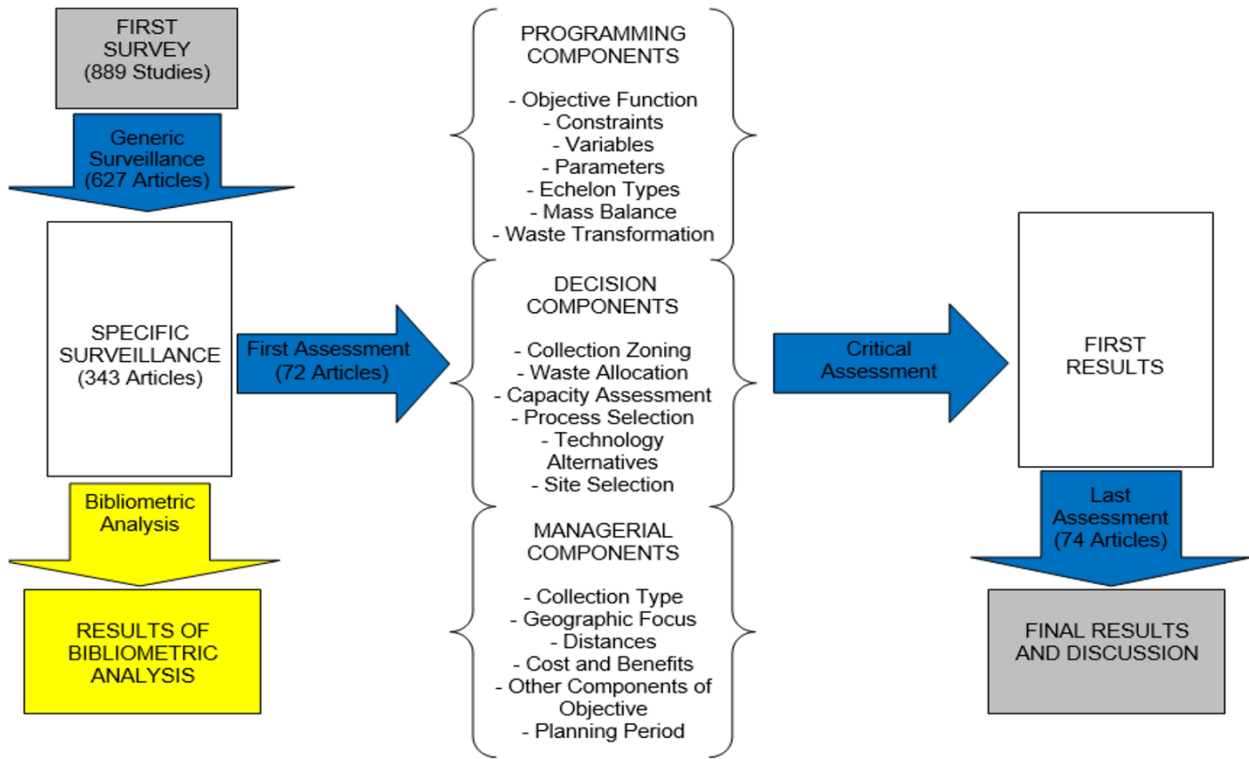 FIRST
SURVEY
(889 Studies)
Generic
Surveillance
(627 Articles)
SPECIFIC
SURVEILLANCE
(343 Articles)
Bibliometric
Analysis
RESULTS OF
BIBLIOMETRIC
ANALYSIS
First Assessment
(72 Articles)
PROGRAMMING
COMPONENTS
- Objective Function
- Constraints
- Variables
- Parameters
- Echelon Types
- Mass Balance
- Waste Transformation
DECISION
COMPONENTS
- Collection Zoning
- Waste Allocation
- Capacity Assessment
- Process Selection
- Technology
Alternatives
- Site Selection
MANAGERIAL
COMPONENTS
- Collection Type
- Geographic Focus
- Distances
- Cost and Benefits
- Other Components of
Objective
- Planning Period
Critical
Assessment
FIRST
RESULTS
Last
Assessment
(74 Articles)
FINAL RESULTS
AND DISCUSSION